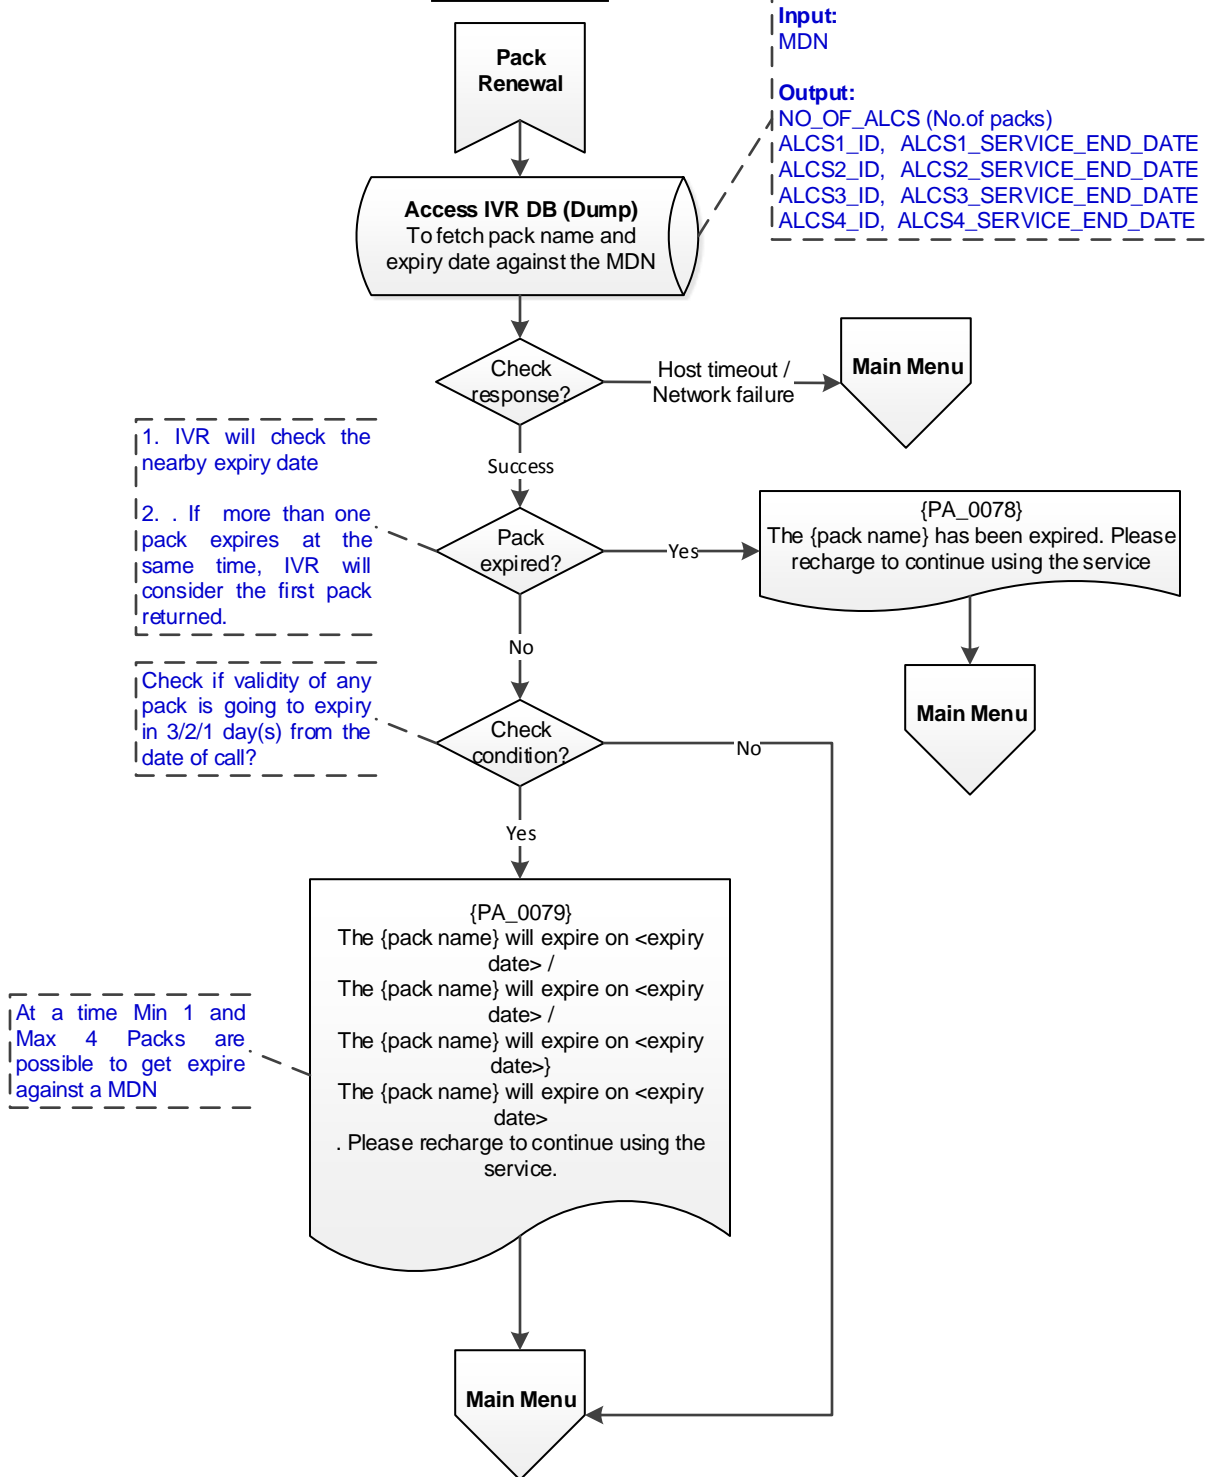 Pack
Renewal
Input:
MDN
Output:
NO_OF_ALCS (No.of packs)
ALCS1_ID, ALCS1_SERVICE_END_DATE
ALCS2_ID, ALCS2_SERVICE_END_DATE
ALCS3_ID, ALCS3_SERVICE_END_DATE
ALCS4_ID, ALCS4_SERVICE_END_DATE
Access IVR DB (Dump)
To fetch pack name and
expiry date against the MDN
Check
response?
Host timeout /
Network failure
Main Menu
Success
1. IVR will check the
nearby expiry date
2. . If more than one
pack expires at the
same time, IVR will
consider the first pack
returned.
Pack
expired?
Yes
{PA_0078}
The {pack name} has been expired. Please
recharge to continue using the service
No
Main Menu
Check if validity of any
pack is going to expiry
in 3/2/1 day(s) from the
date of call?
Check
condition?
No
Yes
{PA_0079}
The {pack name} will expire on <expiry
date> /
The {pack name} will expire on <expiry
date> /
The {pack name} will expire on <expiry
date>}
The {pack name} will expire on <expiry
date>
. Please recharge to continue using the
service.
At a time Min 1 and
Max 4 Packs are
possible to get expire
against a MDN
Main Menu